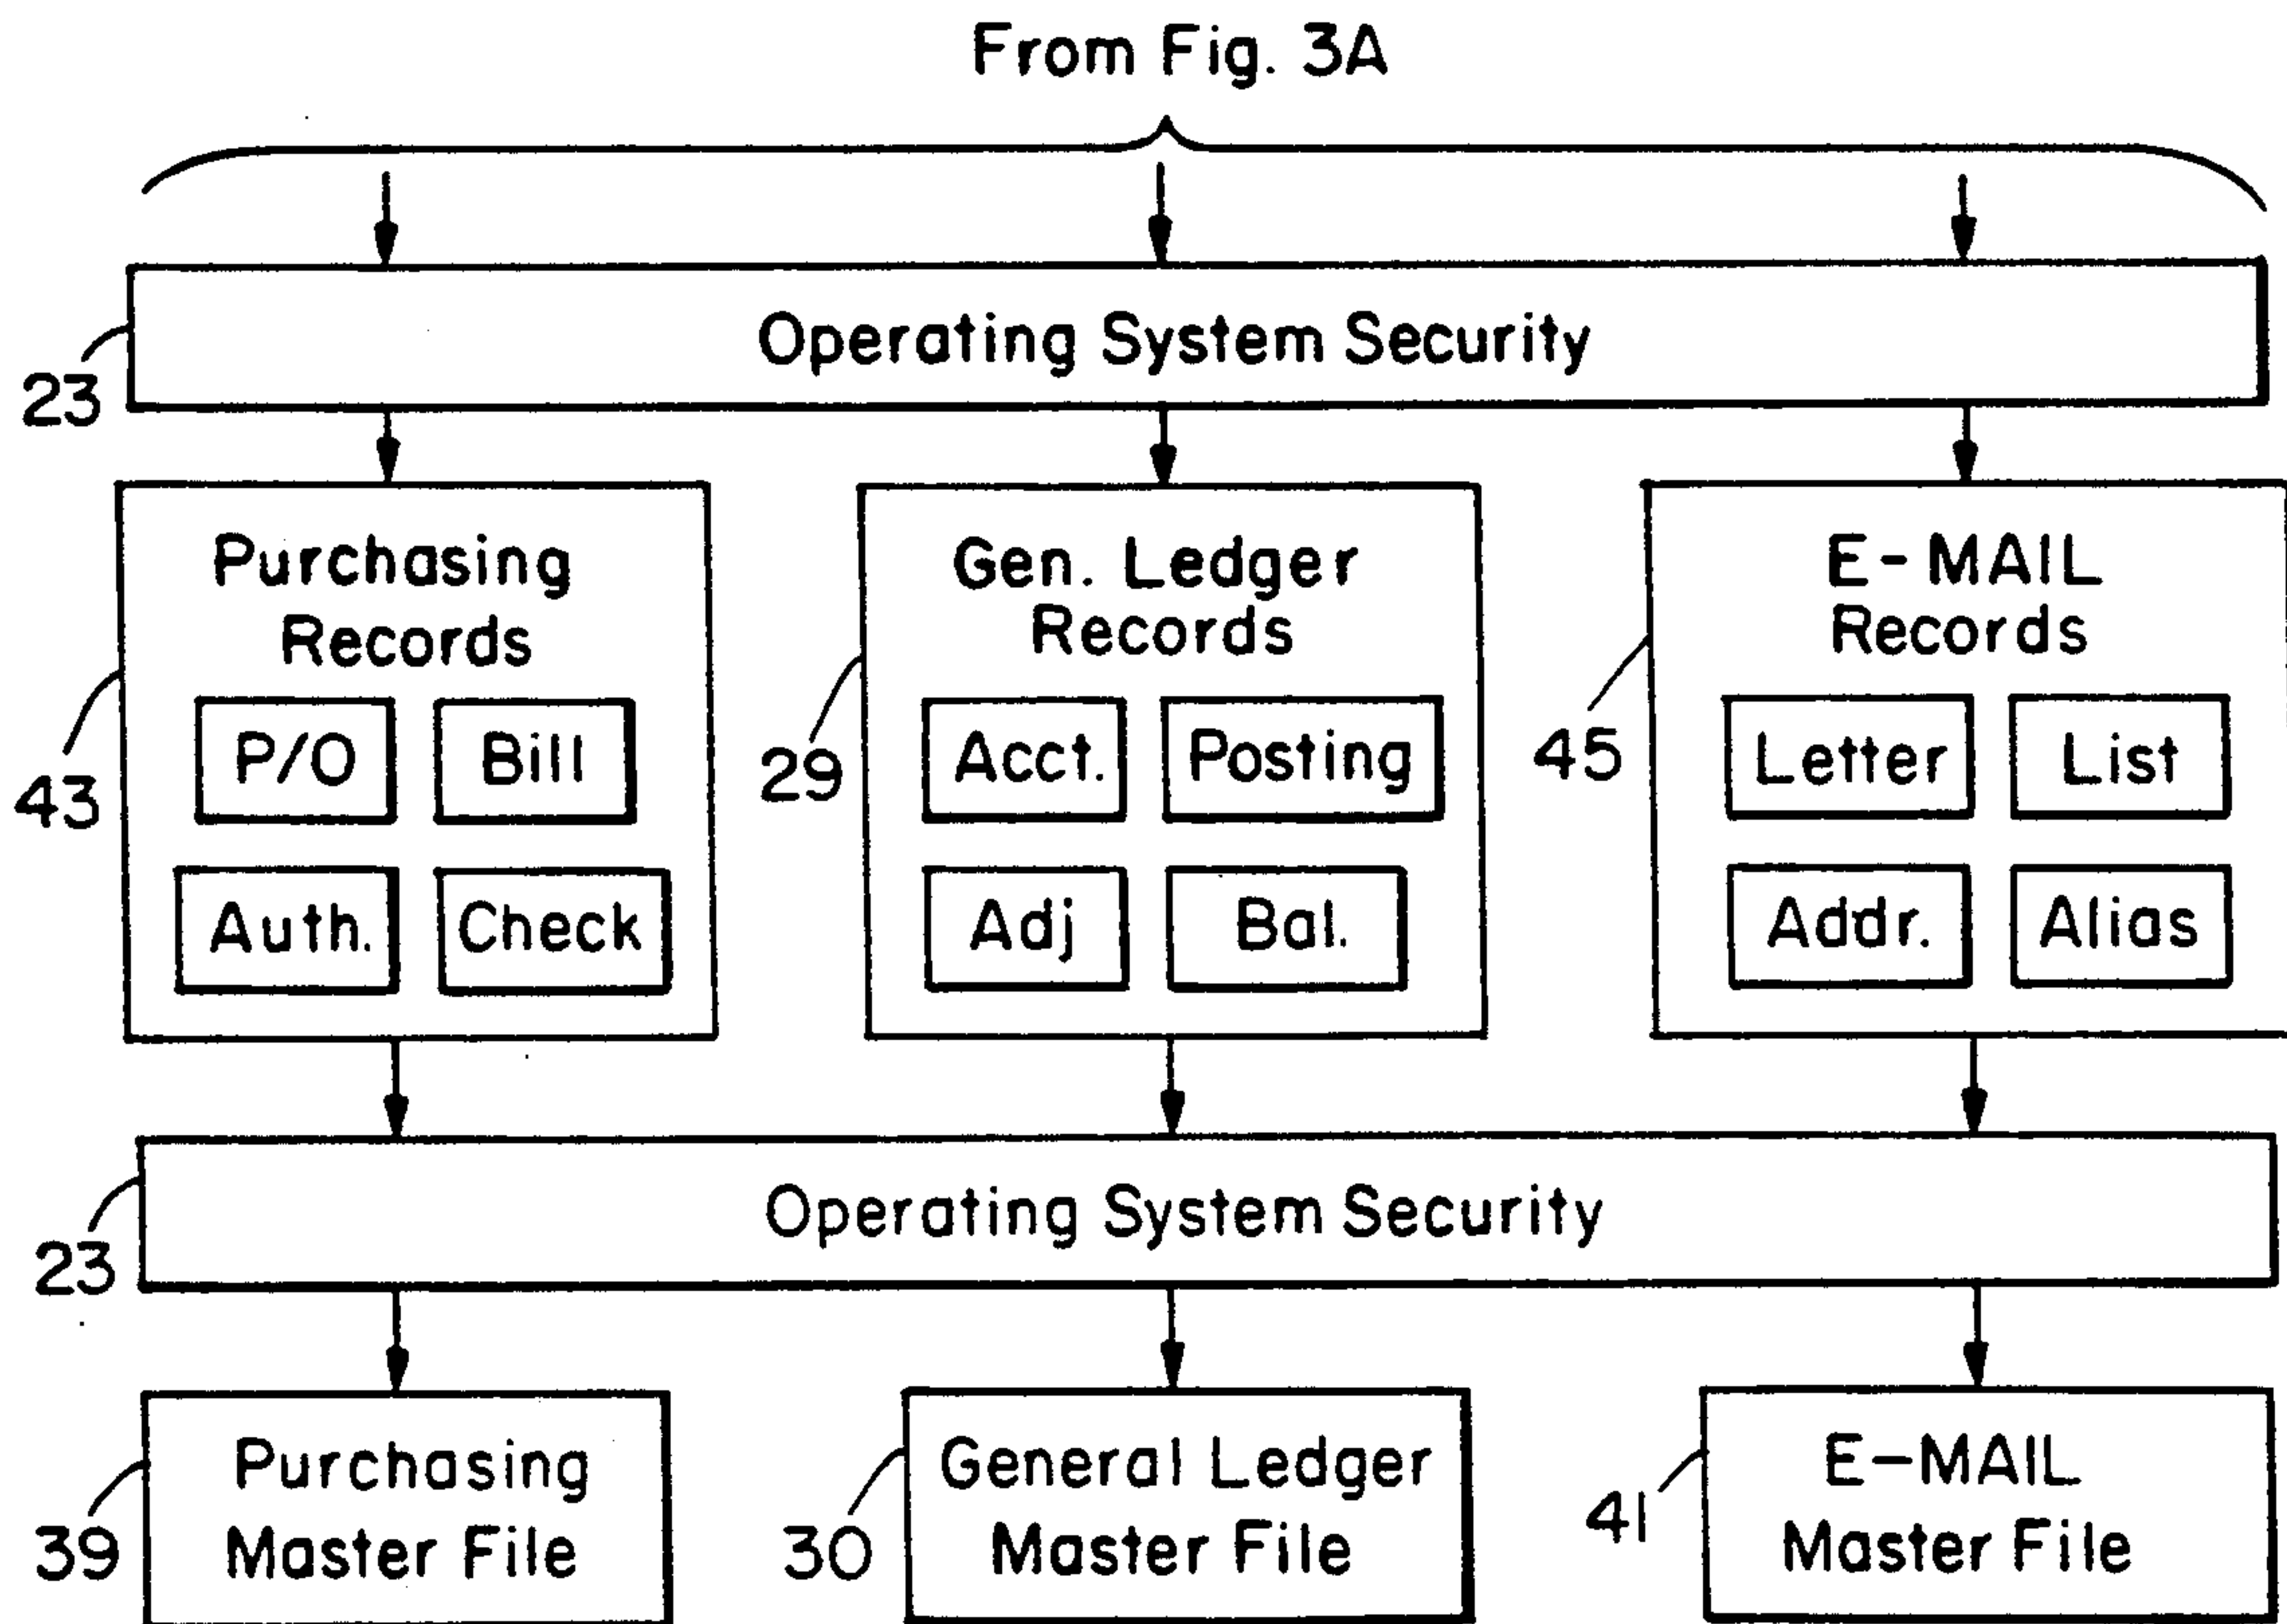 From Fig. 3A
Operating System Security
23
Purchasing
Records
P/O Bill
Auth. Check
43
Gen. Ledger
Records
Acct. Posting
Adj Bal.
29
E-MAIL
Records
Letter List
Addr. Alias
45
Operating System Security
23
Purchasing
Master File
39
General Ledger
Master File
30
E-MAIL
Master File
41